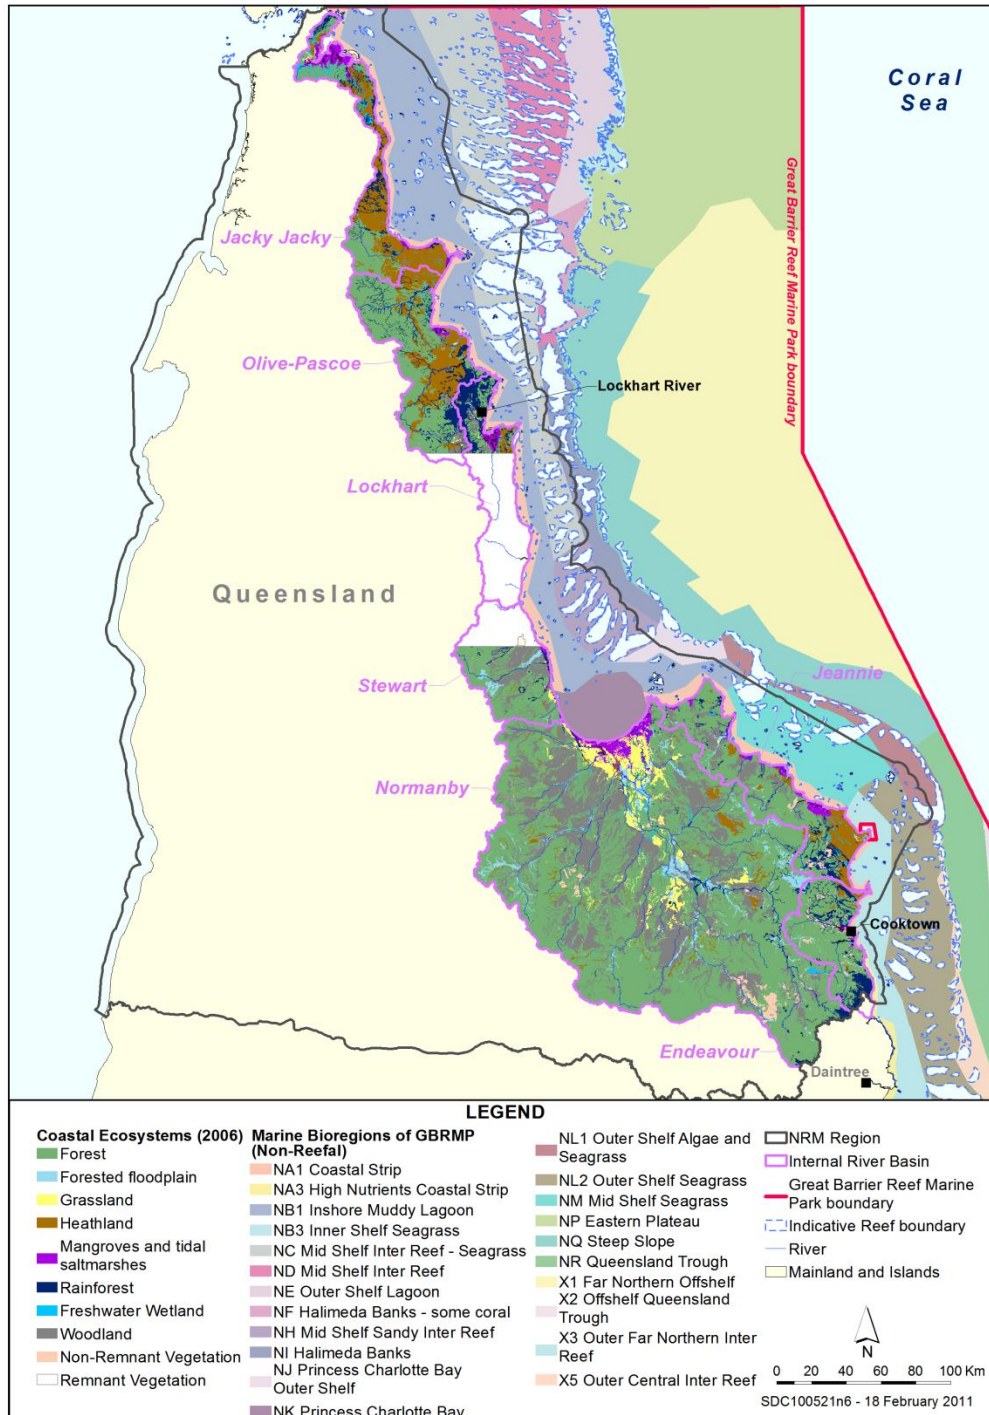 Coral
Sea
Great Barrier Reef Marine Park boundary
Jacky Jacky
Olive-Pascoe
Lockhart River
Lockhart
Queensland
Stewart
Jeannie
Normanby
Cooktown
Endeavour
Daintree
LEGEND
Coastal Ecosystems (2006)
Forest
Forested floodplain
Grassland
Heathland
Mangroves and tidal
saltmarshes
Rainforest
Freshwater Wetland
Woodland
Non-Remnant Vegetation
Remnant Vegetation
Marine Bioregions of GBRMP
(Non-Reefal)
NA1 Coastal Strip
NA3 High Nutrients Coastal Strip
NB1 Inshore Muddy Lagoon
NB3 Inner Shelf Seagrass
NC Mid Shelf Inter Reef - Seagrass
ND Mid Shelf Inter Reef
NE Outer Shelf Lagoon
NF Halimeda Banks - some coral
NH Mid Shelf Sandy Inter Reef
NI Halimeda Banks
NJ Princess Charlotte Bay
Outer Shelf
NK Princess Charlotte Bay
NL1 Outer Shelf Algae and
Seagrass
NL2 Outer Shelf Seagrass
NM Mid Shelf Seagrass
NP Eastern Plateau
NQ Steep Slope
NR Queensland Trough
X1 Far Northern Offshelf
X2 Offshelf Queensland
Trough
X3 Outer Far Northern Inter
Reef
X5 Outer Central Inter Reef
NRM Region
Internal River Basin
Great Barrier Reef Marine
Park boundary
Indicative Reef boundary
River
Mainland and Islands
N
0 20 40 60 80 100 Km
SDC100521n6 - 18 February 2011